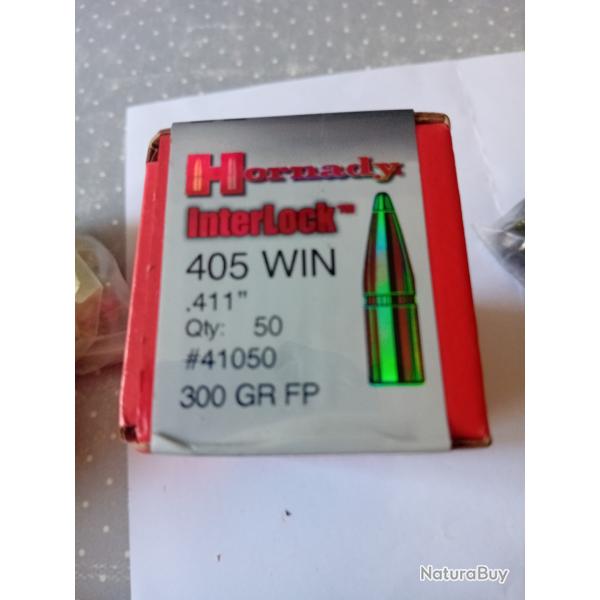 Hornady
InterLock™
405 WIN
.411"
Qty: 50
#41050
300 GR FP
NaturaBuy